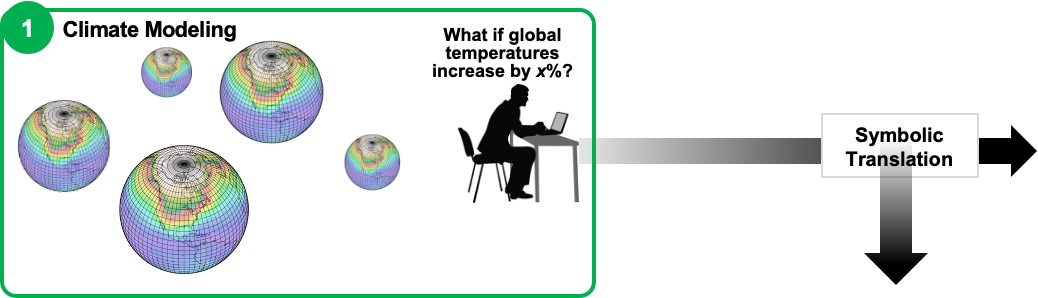 1
Climate Modeling
What if global
temperatures
increase by x%?
Symbolic
Translation